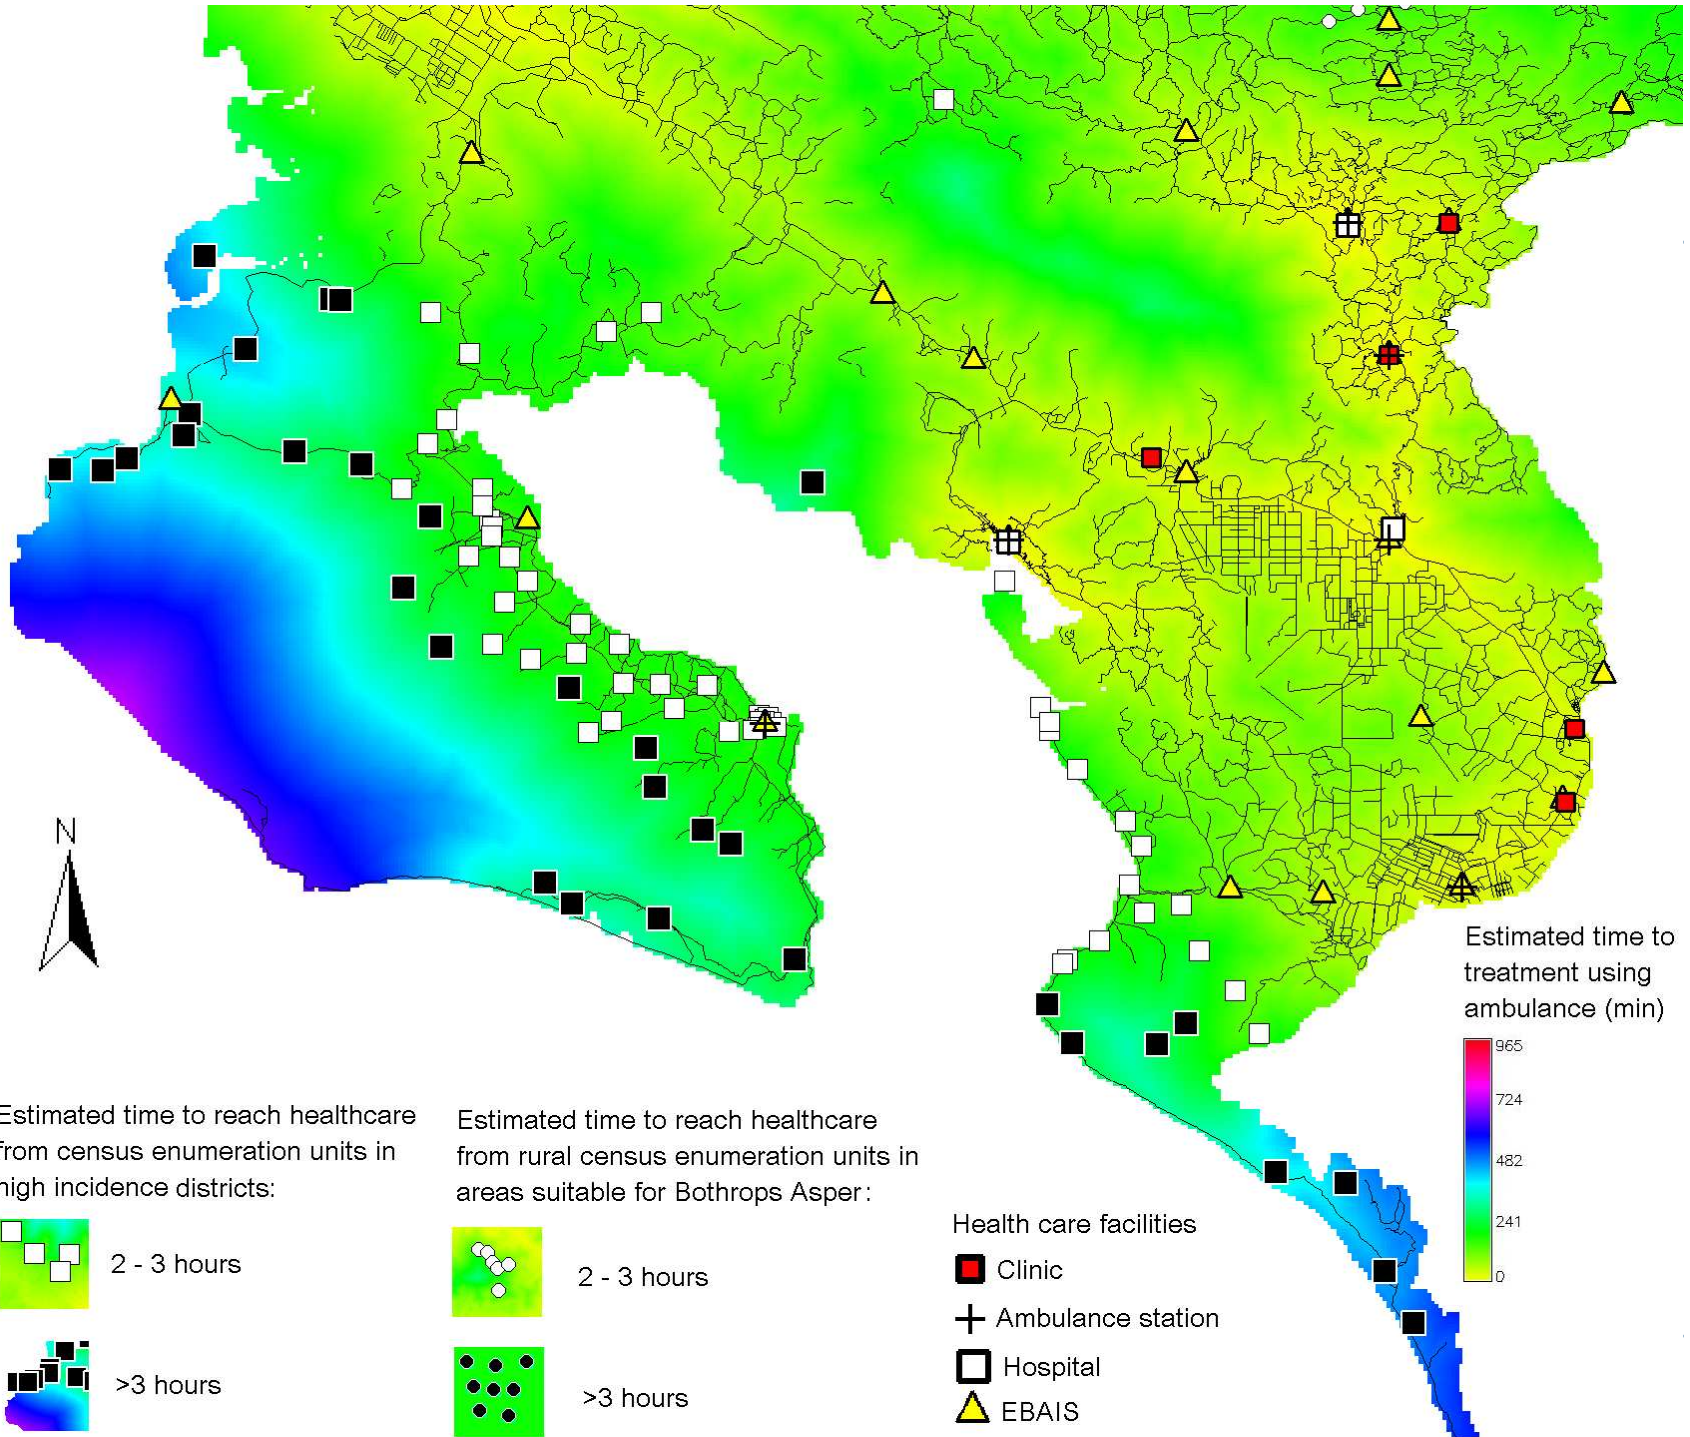 N
Estimated time to
treatment using
ambulance (min)
965
724
482
241
0
Estimated time to reach healthcare
from census enumeration units in
high incidence districts:
2 - 3 hours
>3 hours
Estimated time to reach healthcare
from rural census enumeration units in
areas suitable for Bothrops Asper:
2 - 3 hours
>3 hours
Health care facilities
Clinic
Ambulance station
Hospital
EBAIS